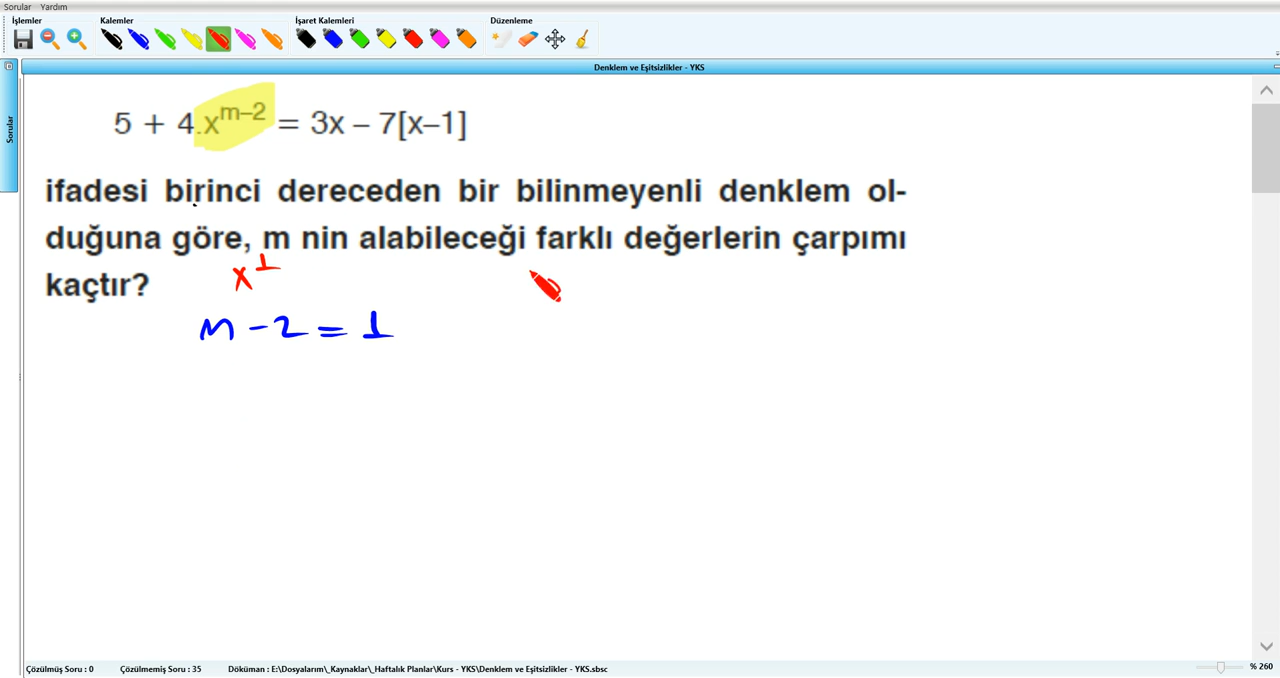 Sorular Yardım
İşlemler Kalemler İşaret Kalemleri Düzenleme
Denklem ve Eşitsizlikler - YKS
Sorular
5 + 4.x^{m–2} = 3x – 7[x–1]
ifadesi birinci dereceden bir bilinmeyenli denklem ol-
duğuna göre, m nin alabileceği farklı değerlerin çarpımı
kaçtır?
x^1
m - 2 = 1
Çözülmüş Soru : 0 Çözülmemiş Soru : 35 Döküman : E:\Dosyalarım\_Kaynaklar\_Haftalık Planlar\Kurs - YKS\Denklem ve Eşitsizlikler - YKS.sbsc % 260